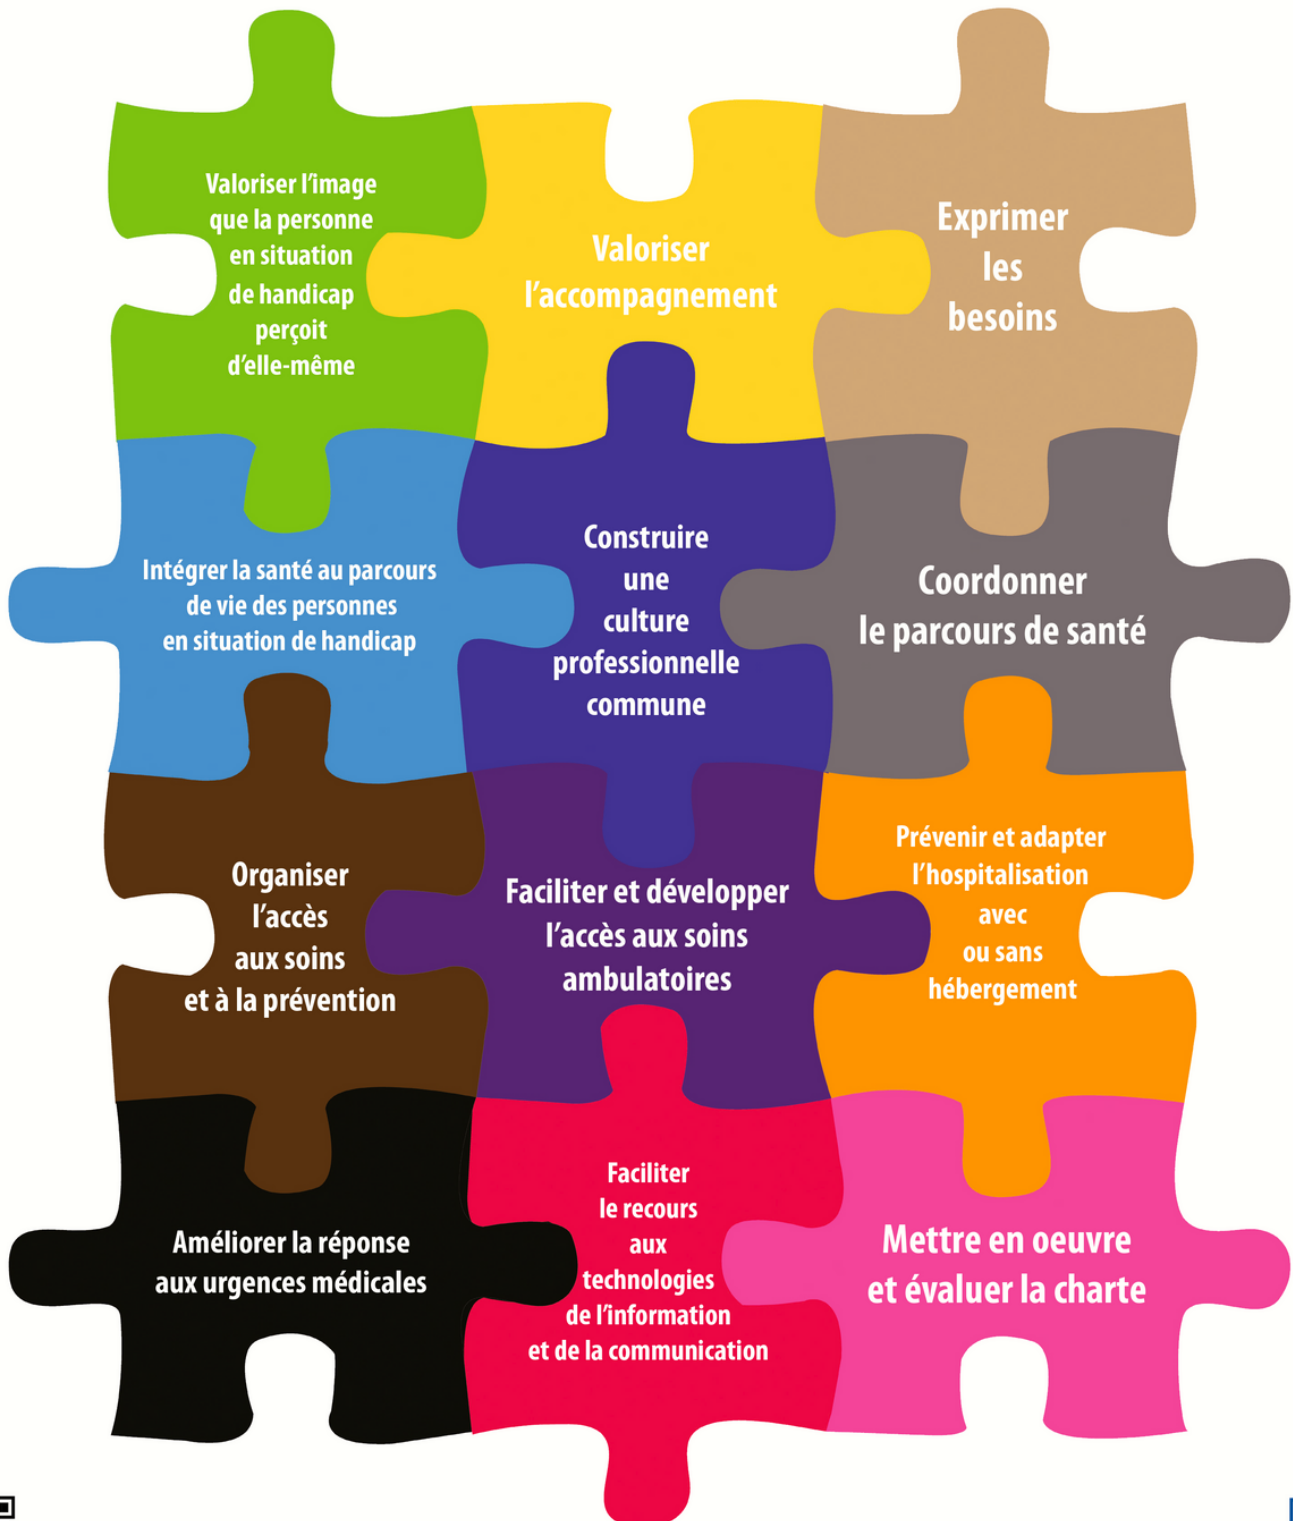 Valoriser l'image
que la personne
en situation
de handicap
perçoit
d'elle-même
Valoriser
l'accompagnement
Exprimer
les
besoins
Intégrer la santé au parcours
de vie des personnes
en situation de handicap
Construire
une
culture
professionnelle
commune
Coordonner
le parcours de santé
Organiser
l'accès
aux soins
et à la prévention
Faciliter et développer
l'accès aux soins
ambulatoires
Prévenir et adapter
l'hospitalisation
avec
ou sans
hébergement
Améliorer la réponse
aux urgences médicales
Faciliter
le recours
aux
technologies
de l'information
et de la communication
Mettre en oeuvre
et évaluer la charte